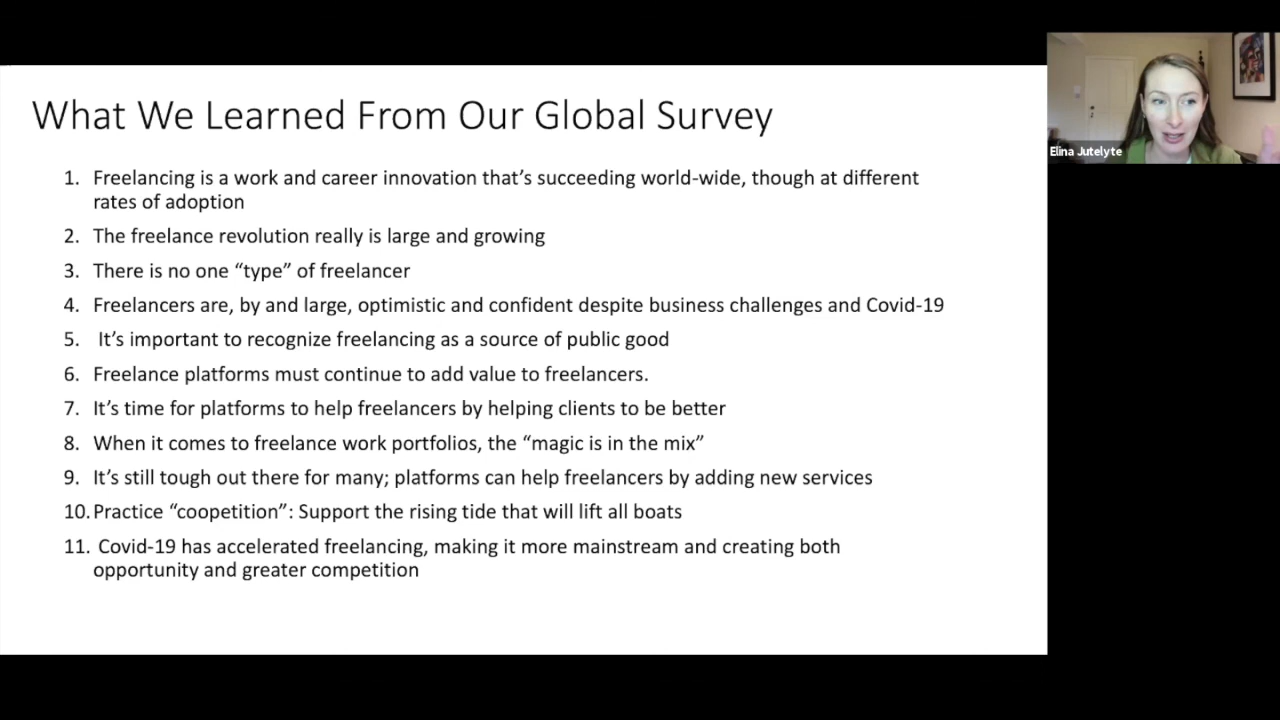 What We Learned From Our Global Survey
1. Freelancing is a work and career innovation that’s succeeding world-wide, though at different
rates of adoption
2. The freelance revolution really is large and growing
3. There is no one “type” of freelancer
4. Freelancers are, by and large, optimistic and confident despite business challenges and Covid-19
5. It’s important to recognize freelancing as a source of public good
6. Freelance platforms must continue to add value to freelancers.
7. It’s time for platforms to help freelancers by helping clients to be better
8. When it comes to freelance work portfolios, the “magic is in the mix”
9. It’s still tough out there for many; platforms can help freelancers by adding new services
10. Practice “coopetition”: Support the rising tide that will lift all boats
11. Covid-19 has accelerated freelancing, making it more mainstream and creating both
opportunity and greater competition
Elina Jutelyte